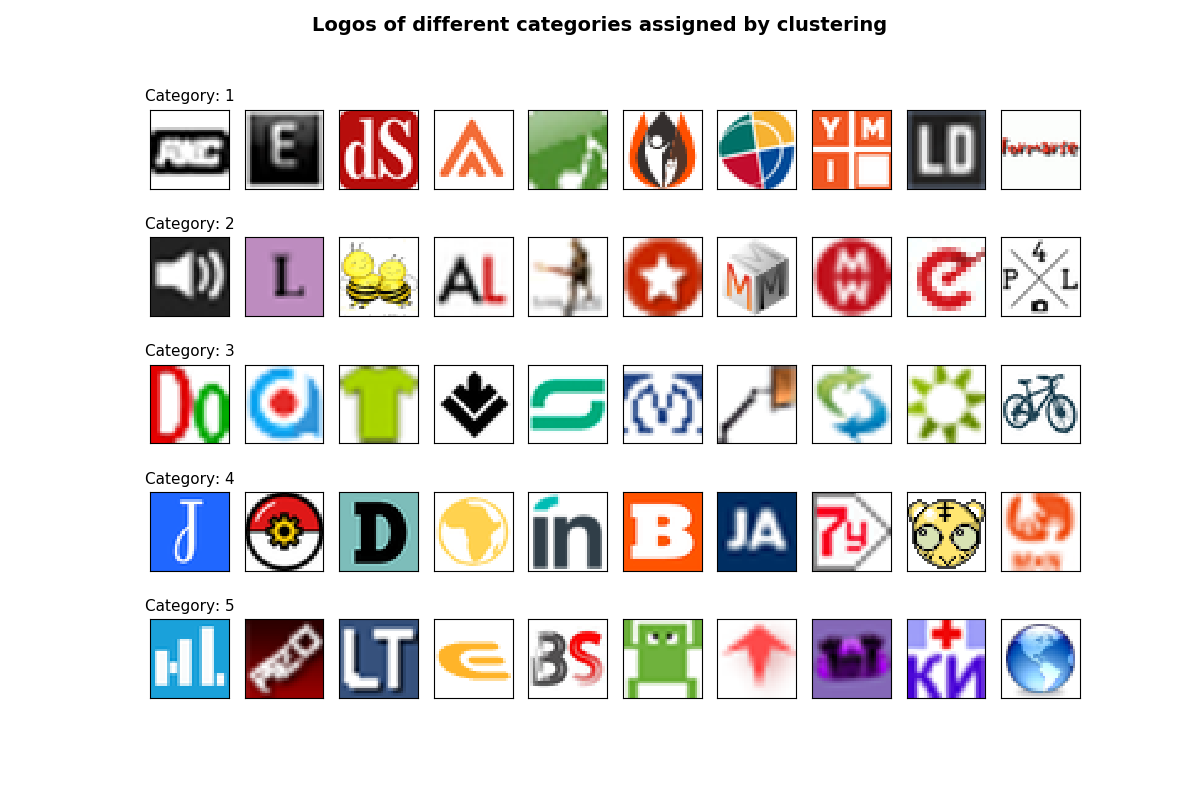 Logos of different categories assigned by clustering
Category: 1
E
dS
Y M
I
LD
formarte
Category: 2
L
AL
M M M
M W
e
4
P L
Category: 3
Do
a
Category: 4
J
D
in
B
JA
7y
Category: 5
LT
BS
КИ